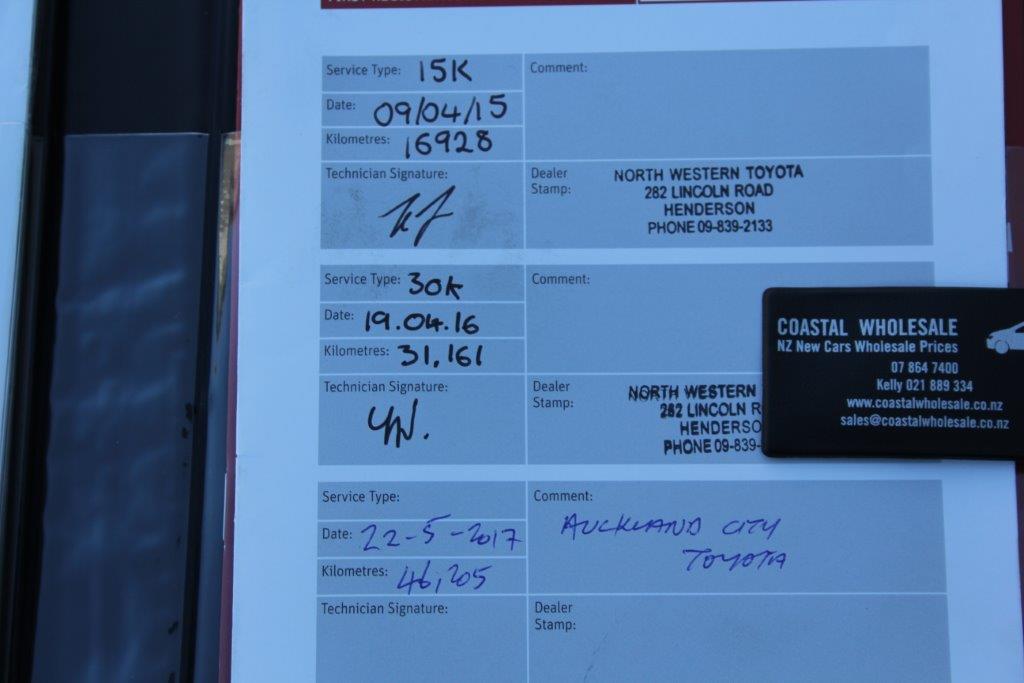 Service Type: 15K
Comment:
Date: 09/04/15
Kilometres: 16928
Technician Signature:
Dealer
Stamp:
NORTH WESTERN TOYOTA
282 LINCOLN ROAD
HENDERSON
PHONE 09-839-2133
Service Type: 30K
Comment:
Date: 19.04.16
Kilometres: 31,161
Technician Signature:
Dealer
Stamp:
NORTH WESTERN
282 LINCOLN R
HENDERSO
PHONE 09-839-
COASTAL WHOLESALE
NZ New Cars Wholesale Prices
07 864 7400
Kelly 021 889 334
www.coastalwholesale.co.nz
sales@coastalwholesale.co.nz
Service Type:
Comment:
Date: 22-5-2017
AUCKLAND CITY
TOYOTA
Kilometres: 46,205
Technician Signature:
Dealer
Stamp: